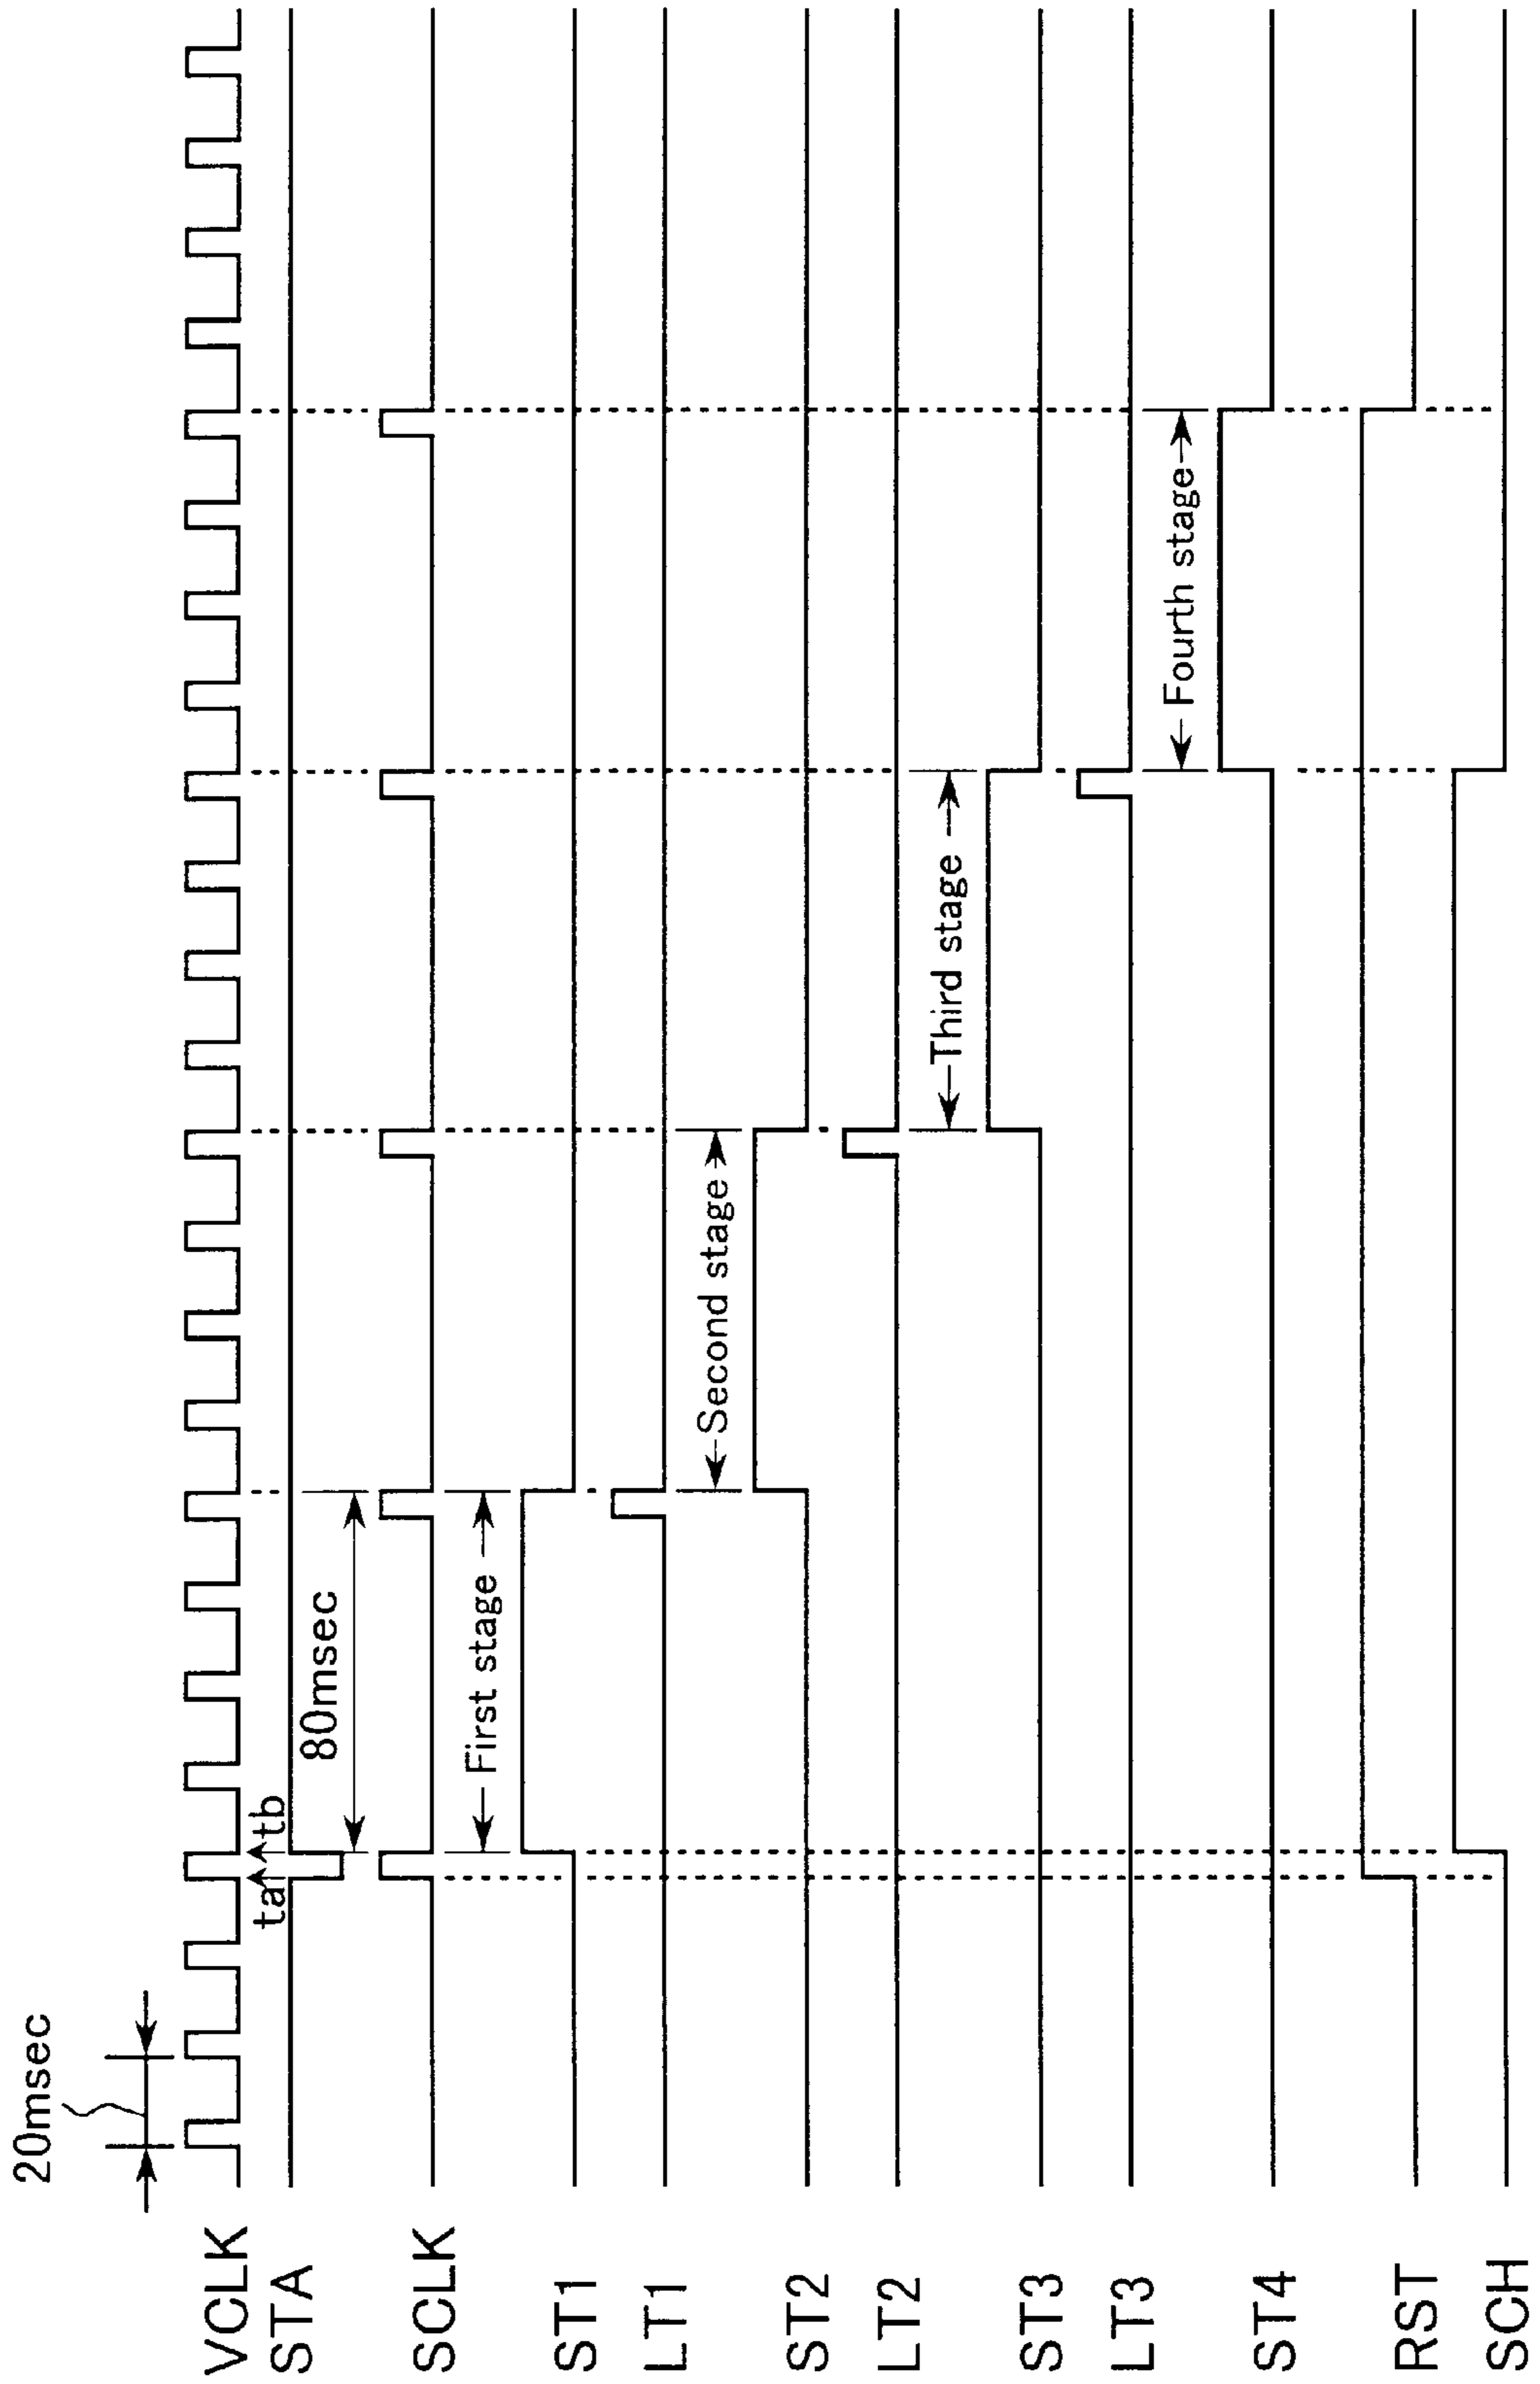 20msec
VCLK
ta
tb
STA
80msec
SCLK
First stage
ST1
LT1
Second stage
ST2
LT2
Third stage
ST3
LT3
Fourth stage
ST4
RST
SCH